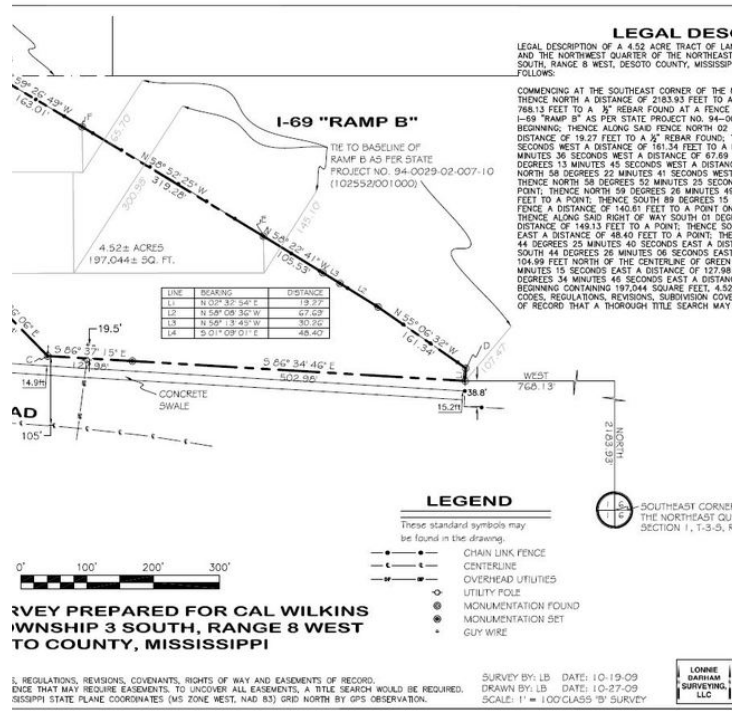 LEGAL DES
LEGAL DESCRIPTION OF A 4.52 ACRE TRACT OF
AND THE NORTHWEST QUARTER OF THE NORTHEAST
SOUTH, RANGE 8 WEST, DESOTO COUNTY, MISSISSIP
FOLLOWS:
COMMENCING AT THE SOUTHEAST CORNER OF THE
THENCE NORTH A DISTANCE OF 2183.93 FEET TO A
768.13 FEET TO A ½" REBAR FOUND AT A FENCE
I-69 "RAMP B" AS PER STATE PROJECT NO. 94-00
BEGINNING; THENCE ALONG SAID FENCE NORTH 02
DISTANCE OF 19.27 FEET TO A ½" REBAR FOUND;
SECONDS WEST A DISTANCE OF 161.34 FEET TO A
MINUTES 36 SECONDS WEST A DISTANCE OF 67.69
DEGREES 13 MINUTES 45 SECONDS WEST A DISTANC
NORTH 58 DEGREES 22 MINUTES 41 SECONDS WEST
THENCE NORTH 58 DEGREES 52 MINUTES 25 SECON
POINT; THENCE NORTH 59 DEGREES 26 MINUTES 49
FEET TO A POINT; THENCE SOUTH 89 DEGREES 15
FENCE A DISTANCE OF 140.61 FEET TO A POINT ON
THENCE ALONG SAID RIGHT OF WAY SOUTH 01 DEG
DISTANCE OF 149.13 FEET TO A POINT; THENCE SO
EAST A DISTANCE OF 48.40 FEET TO A POINT; THE
44 DEGREES 25 MINUTES 40 SECONDS EAST A DIST
SOUTH 44 DEGREES 26 MINUTES 06 SECONDS EAST
104.99 FEET NORTH OF THE CENTERLINE OF GREEN
MINUTES 15 SECONDS EAST A DISTANCE OF 127.98
DEGREES 34 MINUTES 46 SECONDS EAST A DISTANC
BEGINNING CONTAINING 197,044 SQUARE FEET, 4.52
CODES, REGULATIONS, REVISIONS, SUBDIVISION COVE
OF RECORD THAT A THOROUGH TITLE SEARCH MAY
59° 26' 49" W
163.01'
65.70
I-69 "RAMP B"
TIE TO BASELINE OF
RAMP B AS PER STATE
PROJECT NO. 94-0029-02-007-10
(102552/001000)
N 58° 52' 25" W
319.28'
300.98'
145.10'
4.52± ACRES
197,044± SQ. FT.
N 58° 22' 41" W
105.53'
L3
L2
LINE BEARING DISTANCE
L1 N 02° 32' 54" E 19.27'
L2 N 58° 08' 36" W 67.69'
L3 N 58° 13' 45" W 30.26'
L4 S 01° 09' 01" E 48.40'
N 55° 06' 32" W
161.34'
D
107.47'
06' E
19.5'
S 86° 37' 15" E
127.98'
S 86° 34' 46" E
502.98'
C
14.9ft
CONCRETE
SWALE
AD
105'
38.8'
15.2ft
WEST
768.13'
NORTH
2183.93'
1 6
1 6
SOUTHEAST CORNER
THE NORTHEAST QU
SECTION 1, T-3-S, R
LEGEND
These standard symbols may
be found in the drawing.
CHAIN LINK FENCE
CENTERLINE
OVERHEAD UTILITIES
UTILITY POLE
MONUMENTATION FOUND
MONUMENTATION SET
GUY WIRE
0' 100' 200' 300'
RVEY PREPARED FOR CAL WILKINS
OWNSHIP 3 SOUTH, RANGE 8 WEST
TO COUNTY, MISSISSIPPI
S, REGULATIONS, REVISIONS, COVENANTS, RIGHTS OF WAY AND EASEMENTS OF RECORD.
ENCE THAT MAY REQUIRE EASEMENTS. TO UNCOVER ALL EASEMENTS, A TITLE SEARCH WOULD BE REQUIRED.
SISSIPPI STATE PLANE COORDINATES (MS ZONE WEST, NAD 83) GRID NORTH BY GPS OBSERVATION.
SURVEY BY: LB DATE: 10-19-09
DRAWN BY: LB DATE: 10-27-09
SCALE: 1' = 100' CLASS 'B' SURVEY
LONNIE
BARHAM
SURVEYING,
LLC